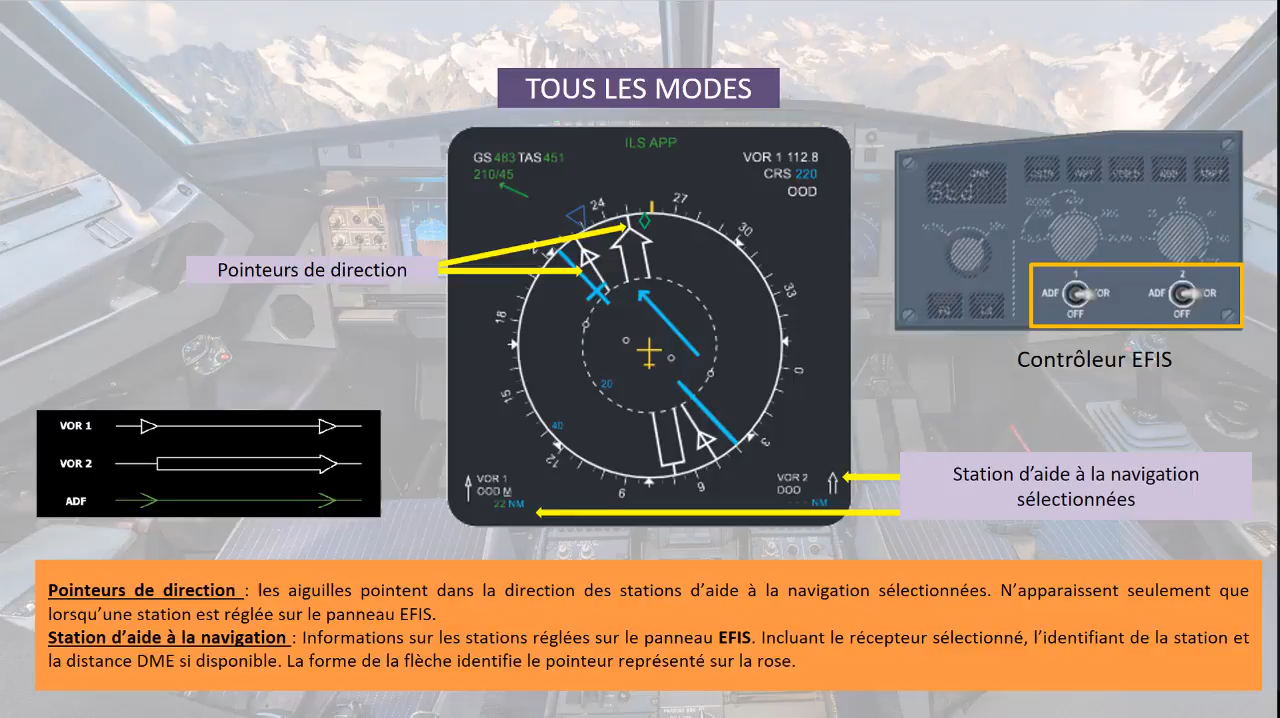 TOUS LES MODES
ILS APP
GS 483 TAS 451
210/45
VOR 1 112.8
CRS 220
OOD
24
27
30
33
0
3
6
9
12
15
18
20
40
VOR 1
OOD M
22 NM
VOR 2
DOO
--- NM
Pointeurs de direction
Std
1
2
ADF
OR
OFF
ADF
OR
OFF
Contrôleur EFIS
VOR 1
VOR 2
ADF
Station d’aide à la navigation
sélectionnées
Pointeurs de direction : les aiguilles pointent dans la direction des stations d’aide à la navigation sélectionnées. N’apparaissent seulement que
lorsqu’une station est réglée sur le panneau EFIS.
Station d’aide à la navigation : Informations sur les stations réglées sur le panneau EFIS. Incluant le récepteur sélectionné, l’identifiant de la station et
la distance DME si disponible. La forme de la flèche identifie le pointeur représenté sur la rose.